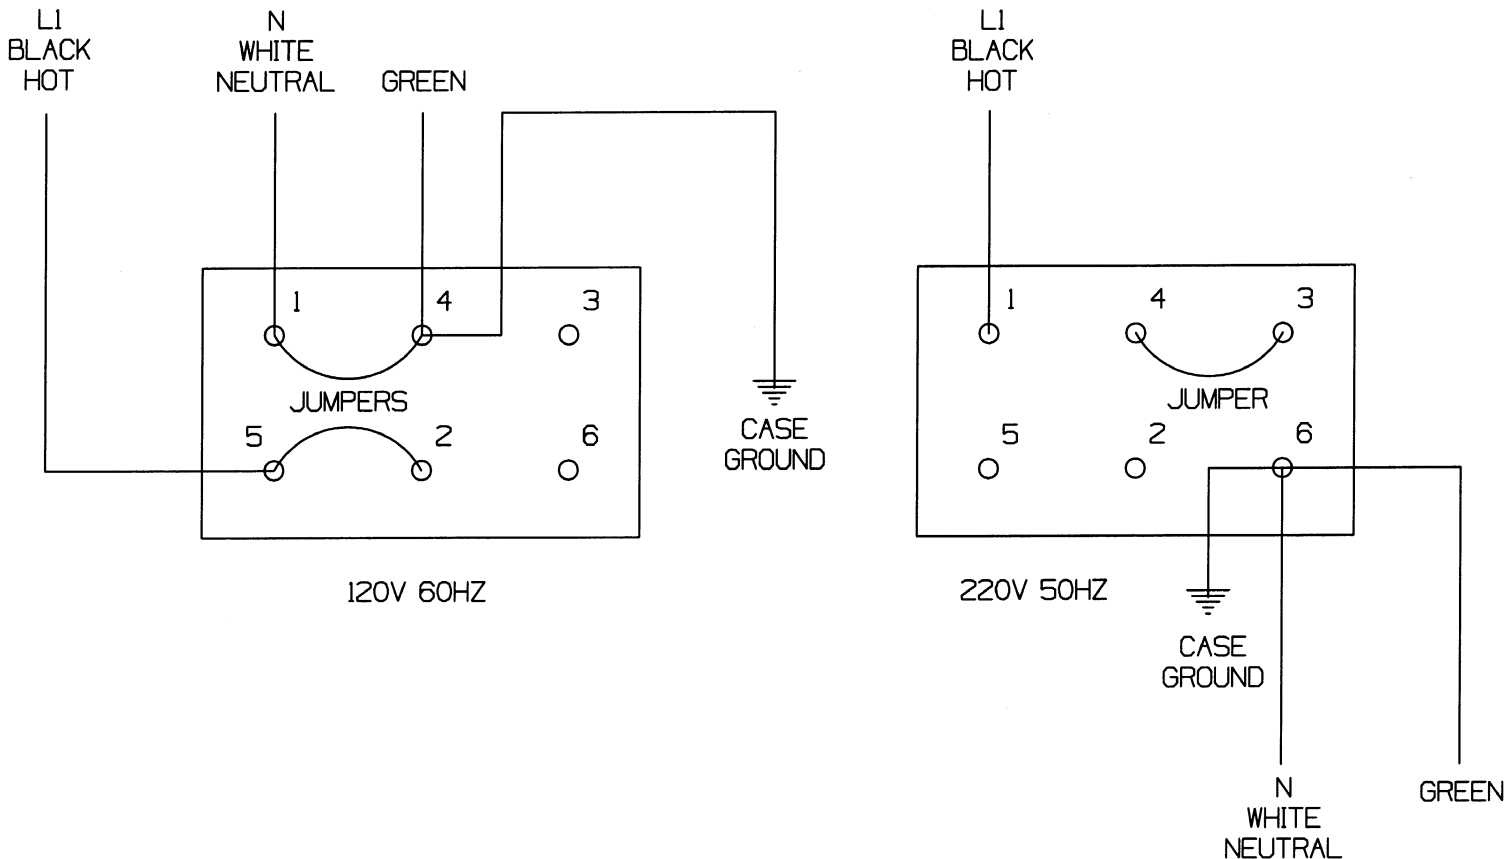 L1
BLACK
HOT
N
WHITE
NEUTRAL
GREEN
1
4
3
JUMPERS
5
2
6
CASE
GROUND
120V 60HZ
L1
BLACK
HOT
1
4
3
JUMPER
5
2
6
220V 50HZ
CASE
GROUND
N
WHITE
NEUTRAL
GREEN